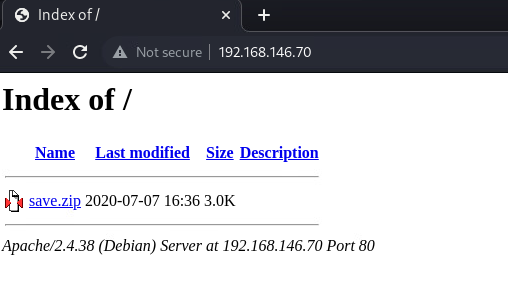 Index of /
Not secure 192.168.146.70
Index of /
Name Last modified Size Description
save.zip 2020-07-07 16:36 3.0K
Apache/2.4.38 (Debian) Server at 192.168.146.70 Port 80